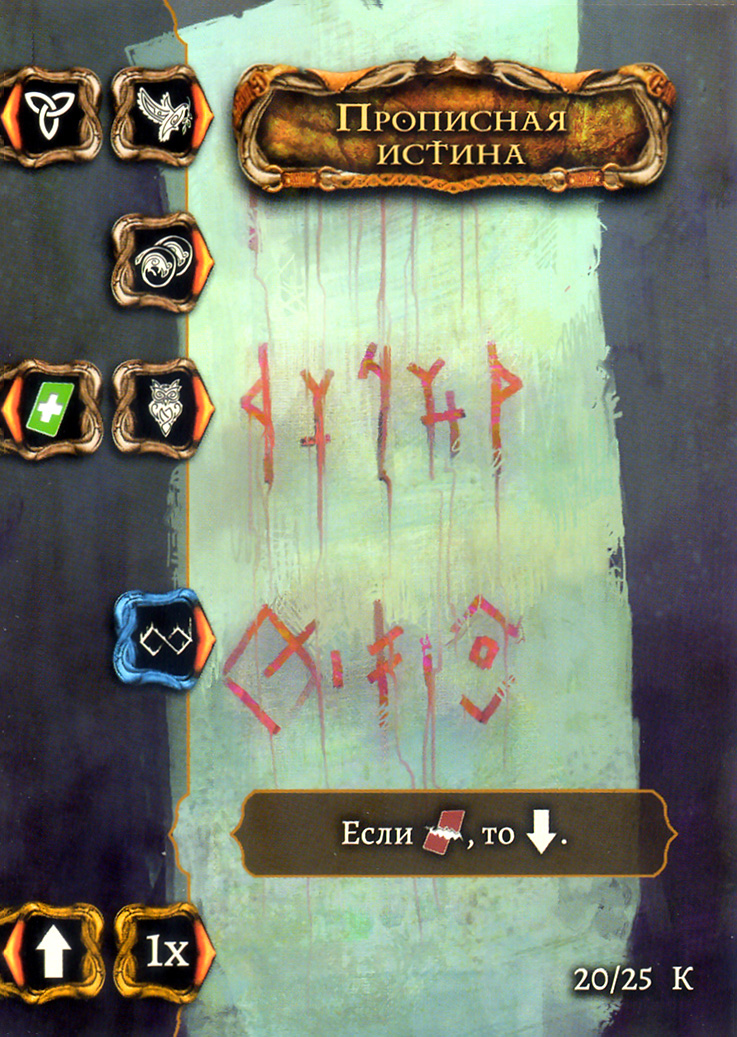 Прописная
истина
Если , то .
1x
20/25 К